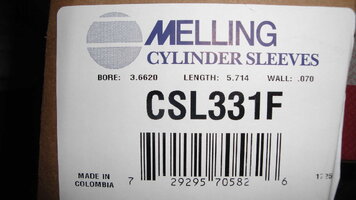 MELLING
CYLINDER SLEEVES
BORE: 3.6620 LENGTH: 5.714 WALL: .070
CSL331F
MADE IN
COLOMBIA
7 29295 70582 6